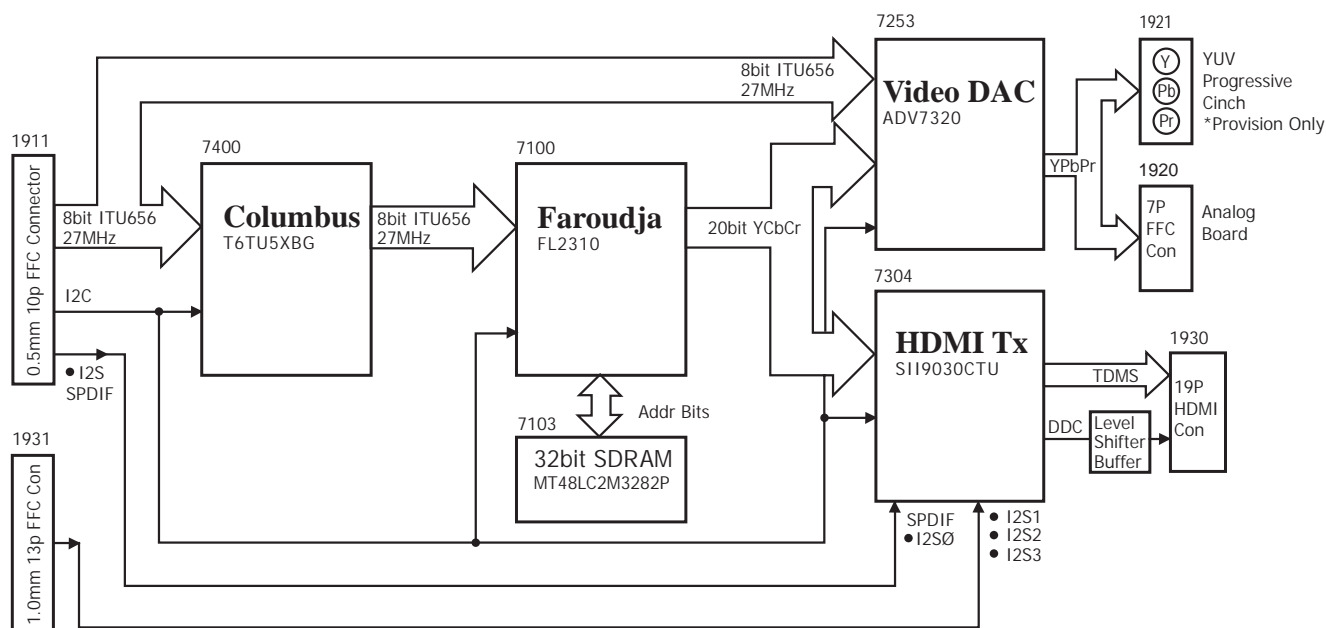 7253
1921
8bit ITU656
27MHz
Video DAC
ADV7320
Y
Pb
Pr
YUV
Progressive
Cinch
*Provision Only
1911
0.5mm 10p FFC Connector
8bit ITU656
27MHz
7400
Columbus
T6TU5XBG
8bit ITU656
27MHz
7100
Faroudja
FL2310
20bit YCbCr
YPbPr
1920
7P
FFC
Con
Analog
Board
I2C
• I2S
SPDIF
7304
HDMI Tx
SII9030CTU
TDMS
1930
19P
HDMI
Con
DDC
Level
Shifter
Buffer
Addr Bits
7103
32bit SDRAM
MT48LC2M3282P
1931
1.0mm 13p FFC Con
SPDIF
• I2SØ
• I2S1
• I2S2
• I2S3